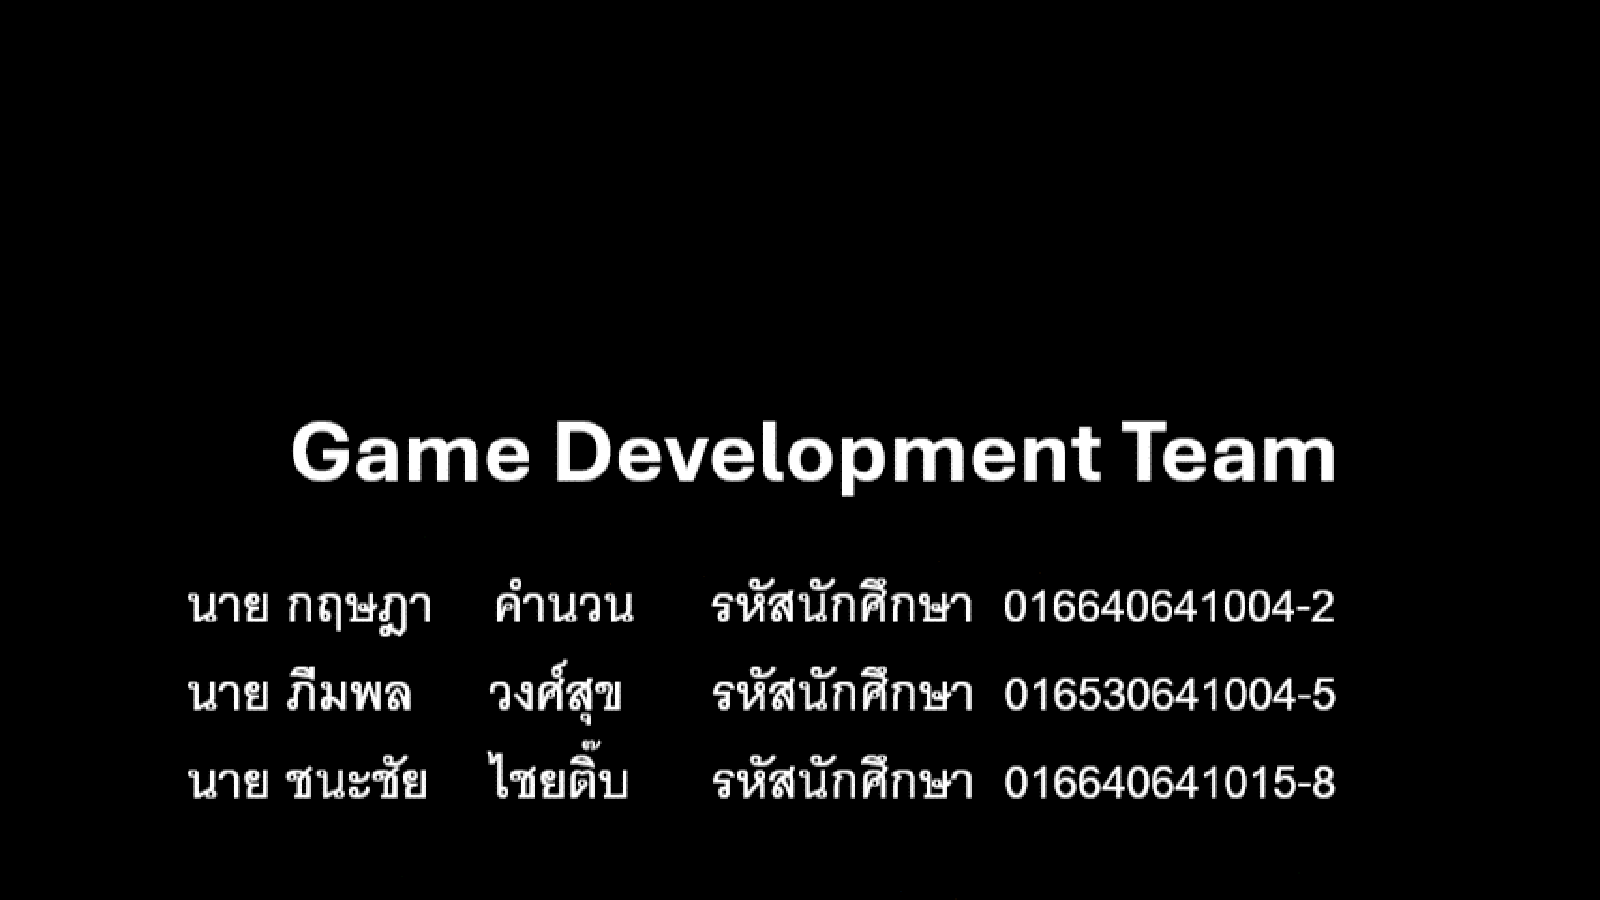 Game Development Team
นาย กฤษฎา คำนวน รหัสนักศึกษา 016640641004-2
นาย ภีมพล วงศ์สุข รหัสนักศึกษา 016530641004-5
นาย ชนะชัย ไชยติ๊บ รหัสนักศึกษา 016640641015-8